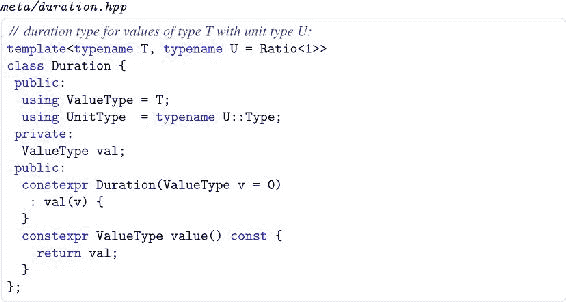 meta/duration.hpp
// duration type for values of type T with unit type U:
template<typename T, typename U = Ratio<1>>
class Duration {
 public:
  using ValueType = T;
  using UnitType  = typename U::Type;
 private:
  ValueType val;
 public:
  constexpr Duration(ValueType v = 0)
   : val(v) {
  }
  constexpr ValueType value() const {
    return val;
  }
};